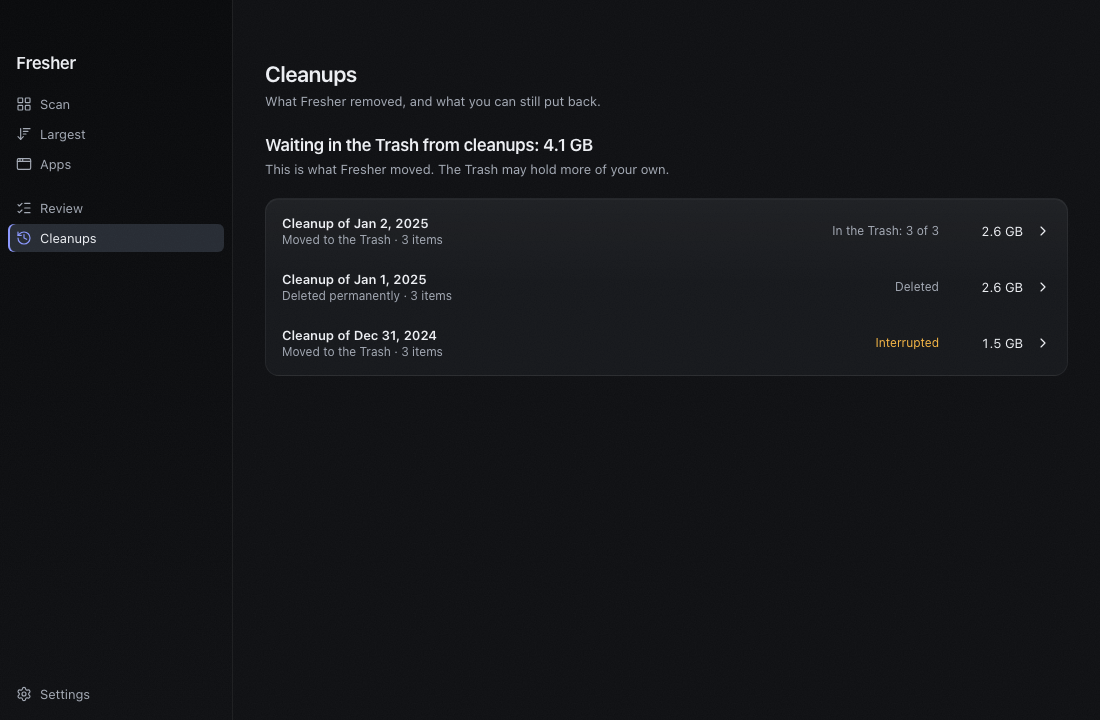 Fresher
Scan
Largest
Apps
Review
Cleanups
Settings
Cleanups
What Fresher removed, and what you can still put back.
Waiting in the Trash from cleanups: 4.1 GB
This is what Fresher moved. The Trash may hold more of your own.
Cleanup of Jan 2, 2025
Moved to the Trash · 3 items
In the Trash: 3 of 3
2.6 GB
Cleanup of Jan 1, 2025
Deleted permanently · 3 items
Deleted
2.6 GB
Cleanup of Dec 31, 2024
Moved to the Trash · 3 items
Interrupted
1.5 GB